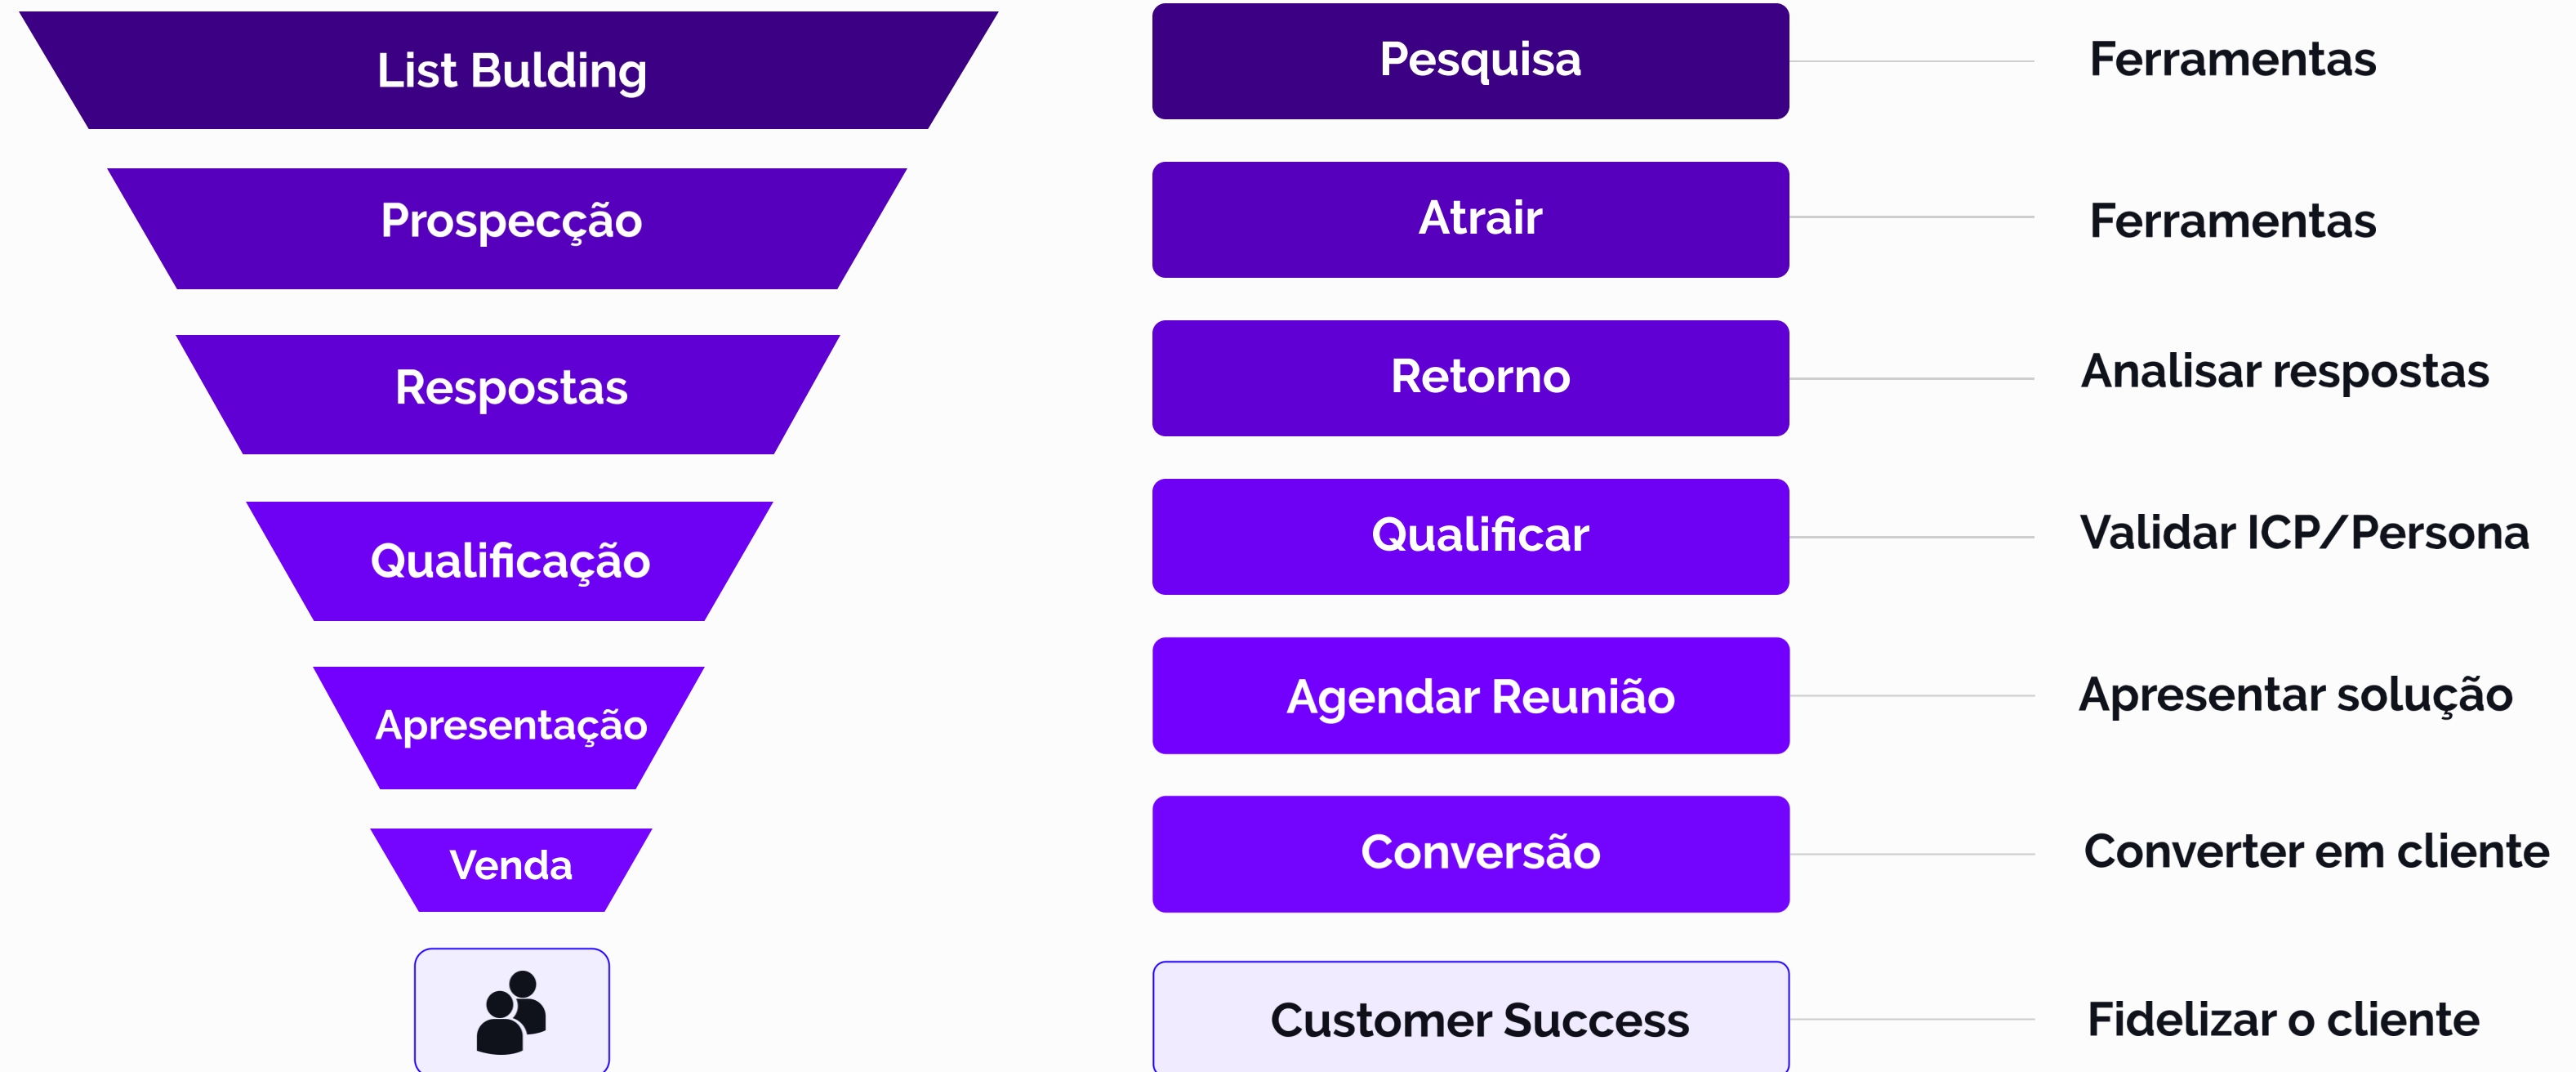 List Bulding
Pesquisa
Ferramentas
Prospecção
Atrair
Ferramentas
Respostas
Retorno
Analisar respostas
Qualificação
Qualificar
Validar ICP/Persona
Apresentação
Agendar Reunião
Apresentar solução
Venda
Conversão
Converter em cliente
Customer Success
Fidelizar o cliente